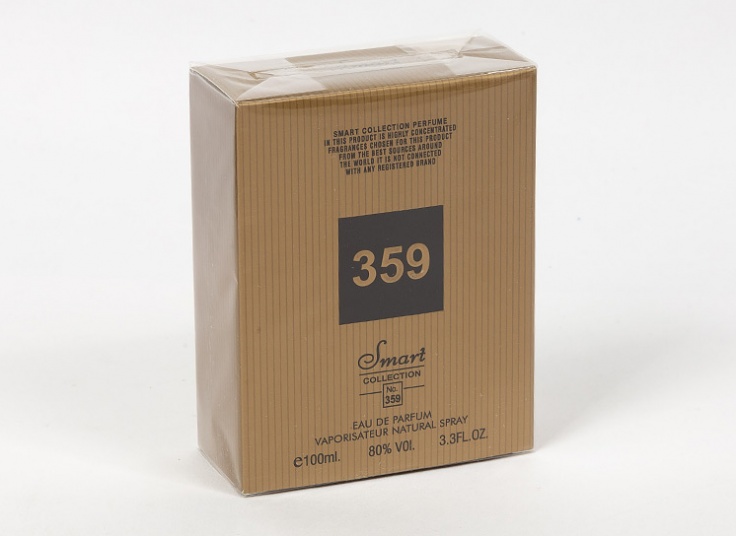 Smart
SMART COLLECTION PERFUME
IN THIS PRODUCT IS HIGHLY CONCENTRATED
FRAGRANCES CHOSEN FOR THIS PRODUCT
FROM THE BEST SOURCES AROUND
THE WORLD IT IS NOT CONNECTED
WITH ANY REGISTERED BRAND
359
Smart
COLLECTION
No.
359
EAU DE PARFUM
VAPORISATEUR NATURAL SPRAY
℮100ml. 80% VOl. 3.3FL.OZ.